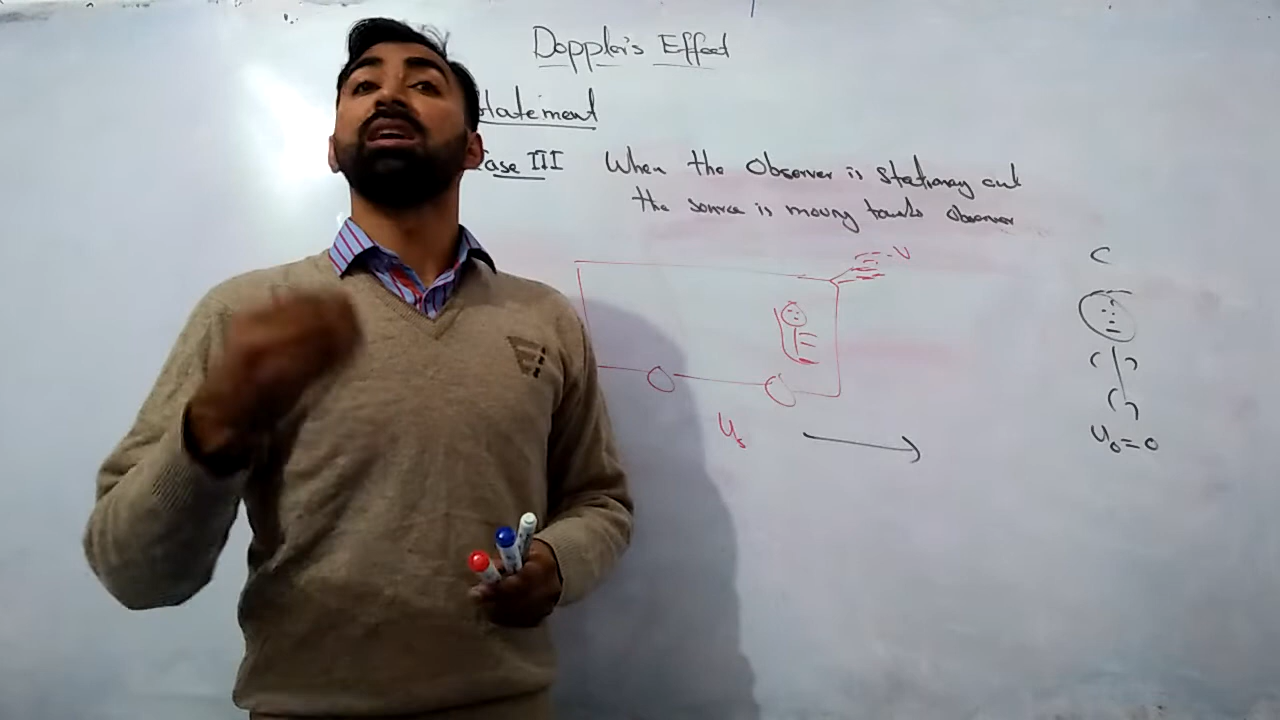 Doppler's Effect
Statement
Case III When the Observer is Stationary and
the source is moving towards observer
V
C
Us
Uo=0